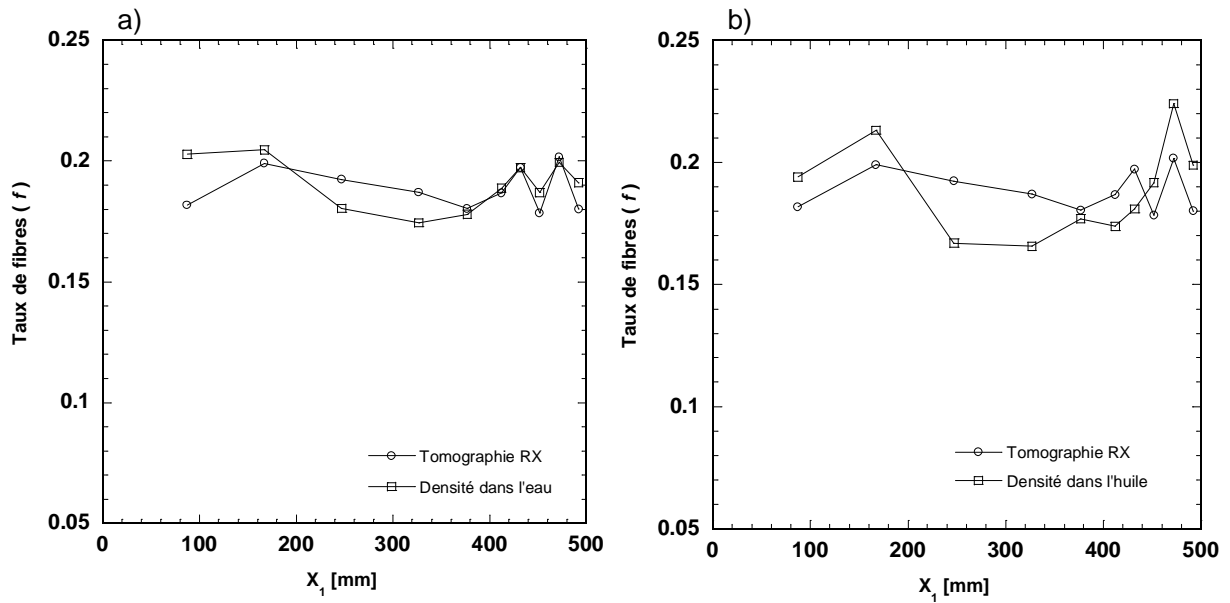 a)
0.25
0.2
0.15
0.1
0.05
Taux de fibres ( f )
Tomographie RX
Densité dans l'eau
0 100 200 300 400 500
X1 [mm]
b)
0.25
0.2
0.15
0.1
0.05
Taux de fibres ( f )
Tomographie RX
Densité dans l'huile
0 100 200 300 400 500
X1 [mm]